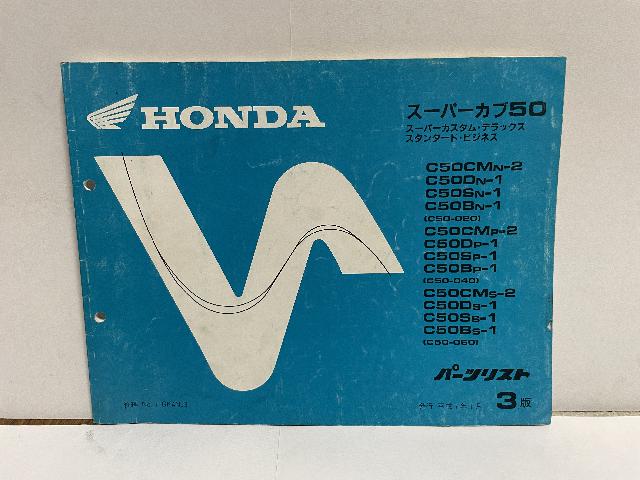 HONDA
スーパーカブ50
スーパーカスタム・デラックス
スタンダード・ビジネス
C50CMN-2
C50DN-1
C50SN-1
C50BN-1
(C50-020)
C50CMP-2
C50DP-1
C50SP-1
C50BP-1
(C50-040)
C50CMS-2
C50DS-1
C50SS-1
C50BS-1
(C50-060)
パーツリスト
3版